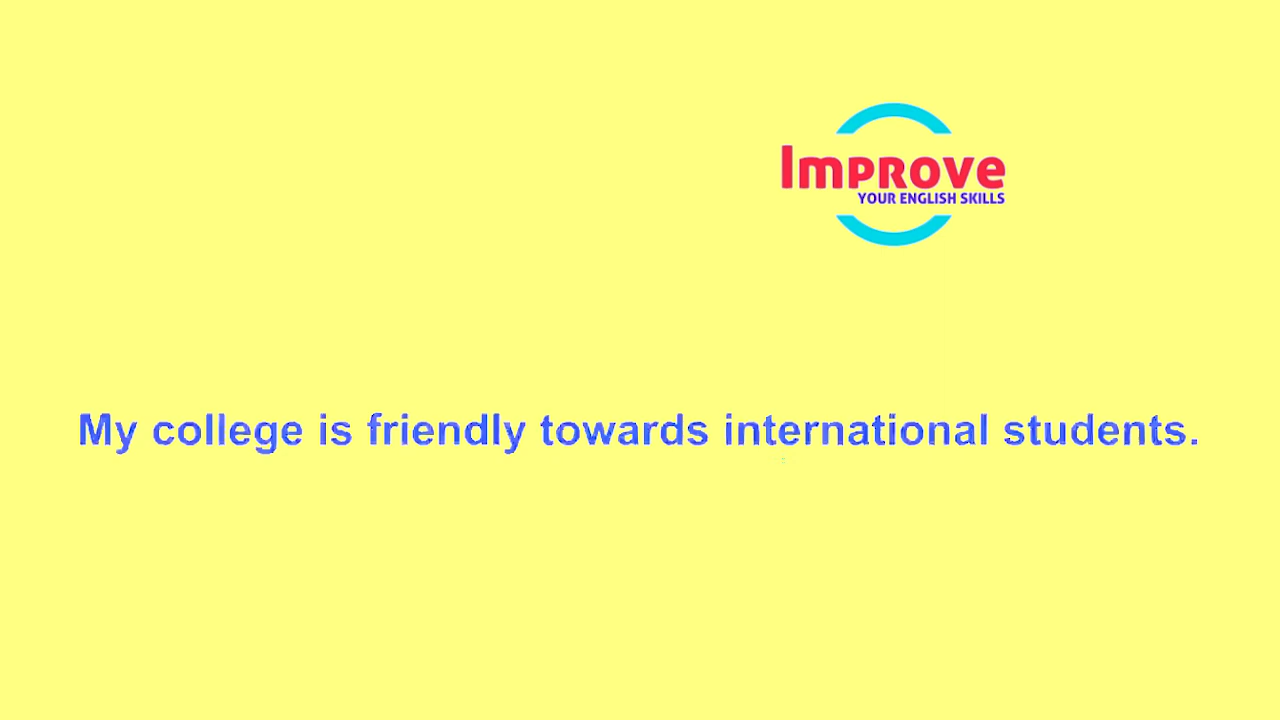 Improve
YOUR ENGLISH SKILLS
My college is friendly towards international students.